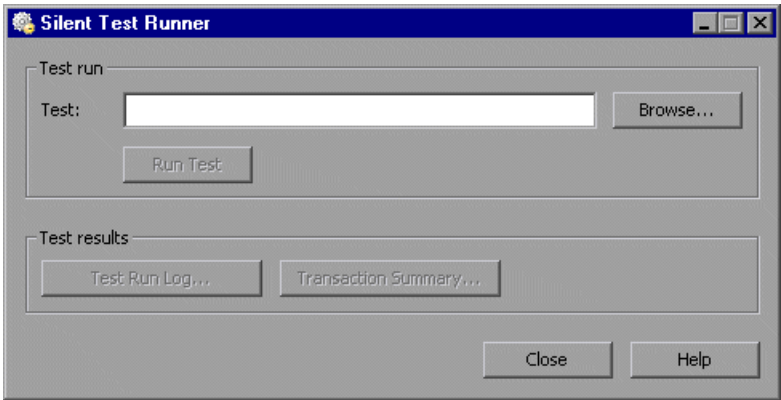 Silent Test Runner
Test run
Test:
Browse...
Run Test
Test results
Test Run Log...
Transaction Summary...
Close
Help